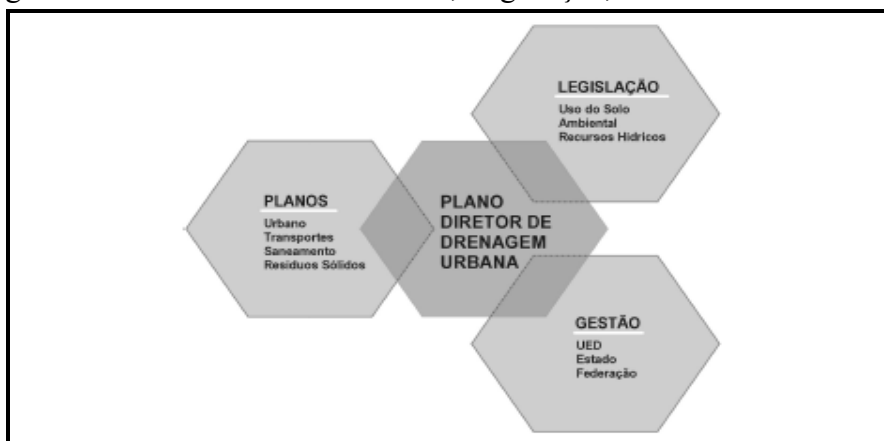 LEGISLAÇÃO
Uso do Solo
Ambiental
Recursos Hídricos
PLANOS
Urbano
Transportes
Saneamento
Resíduos Sólidos
PLANO
DIRETOR DE
DRENAGEM
URBANA
GESTÃO
UED
Estado
Federação